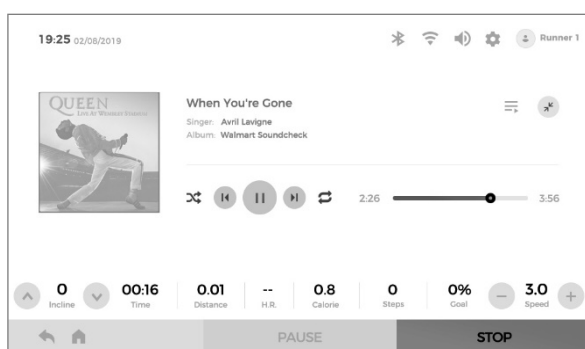 19:25 02/08/2019
Runner 1
QUEEN
LIVE AT WEMBLEY STADIUM
When You're Gone
Singer: Avril Lavigne
Album: Walmart Soundcheck
2:26 3:56
0 00:16 0.01 -- 0.8 0 0% 3.0
Incline Time Distance H.R. Calorie Steps Goal Speed
PAUSE STOP